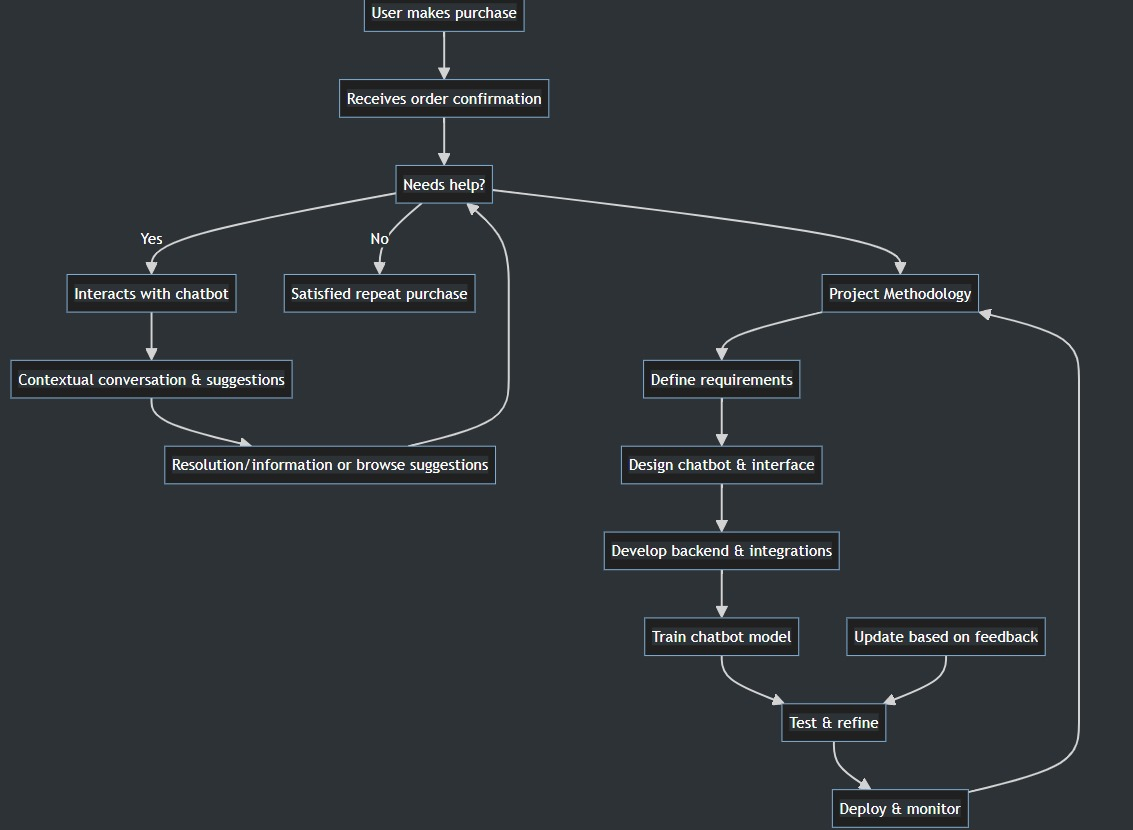 User makes purchase
Receives order confirmation
Needs help?
Yes
No
Interacts with chatbot
Satisfied repeat purchase
Project Methodology
Contextual conversation & suggestions
Define requirements
Resolution/information or browse suggestions
Design chatbot & interface
Develop backend & integrations
Train chatbot model
Update based on feedback
Test & refine
Deploy & monitor